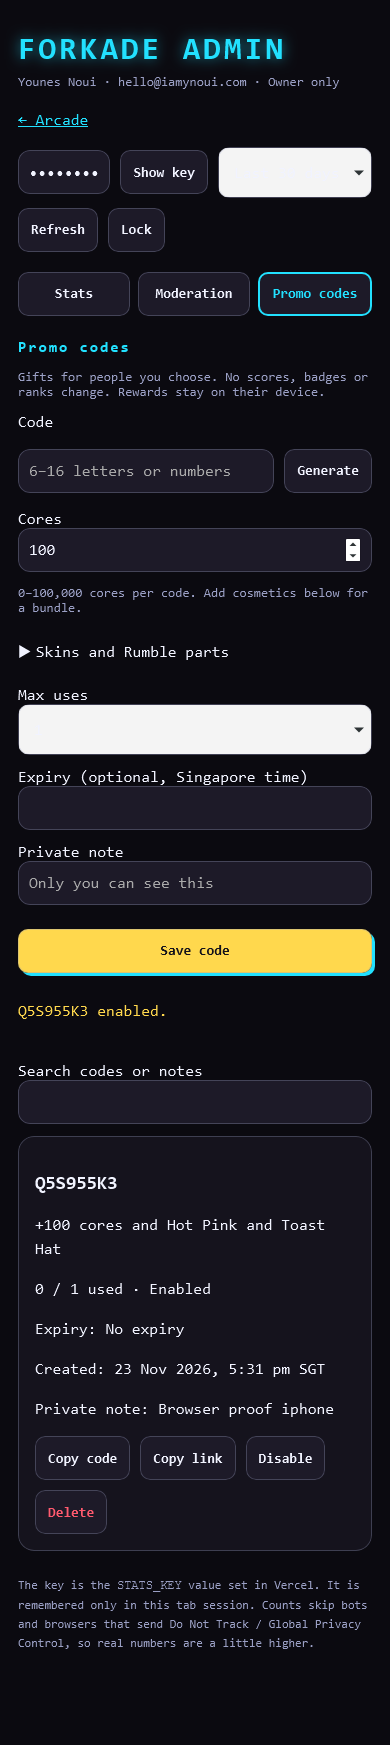 FORKADE ADMIN
Younes Noui · hello@iamynoui.com · Owner only
← Arcade
Show key
Refresh
Lock
Stats
Moderation
Promo codes
Promo codes
Gifts for people you choose. No scores, badges or
ranks change. Rewards stay on their device.
Code
6–16 letters or numbers
Generate
Cores
100
0–100,000 cores per code. Add cosmetics below for
a bundle.
Skins and Rumble parts
Max uses
Expiry (optional, Singapore time)
Private note
Only you can see this
Save code
Q5S955K3 enabled.
Search codes or notes
Q5S955K3
+100 cores and Hot Pink and Toast
Hat
0 / 1 used · Enabled
Expiry: No expiry
Created: 23 Nov 2026, 5:31 pm SGT
Private note: Browser proof iphone
Copy code
Copy link
Disable
Delete
The key is the STATS_KEY value set in Vercel. It is
remembered only in this tab session. Counts skip bots
and browsers that send Do Not Track / Global Privacy
Control, so real numbers are a little higher.